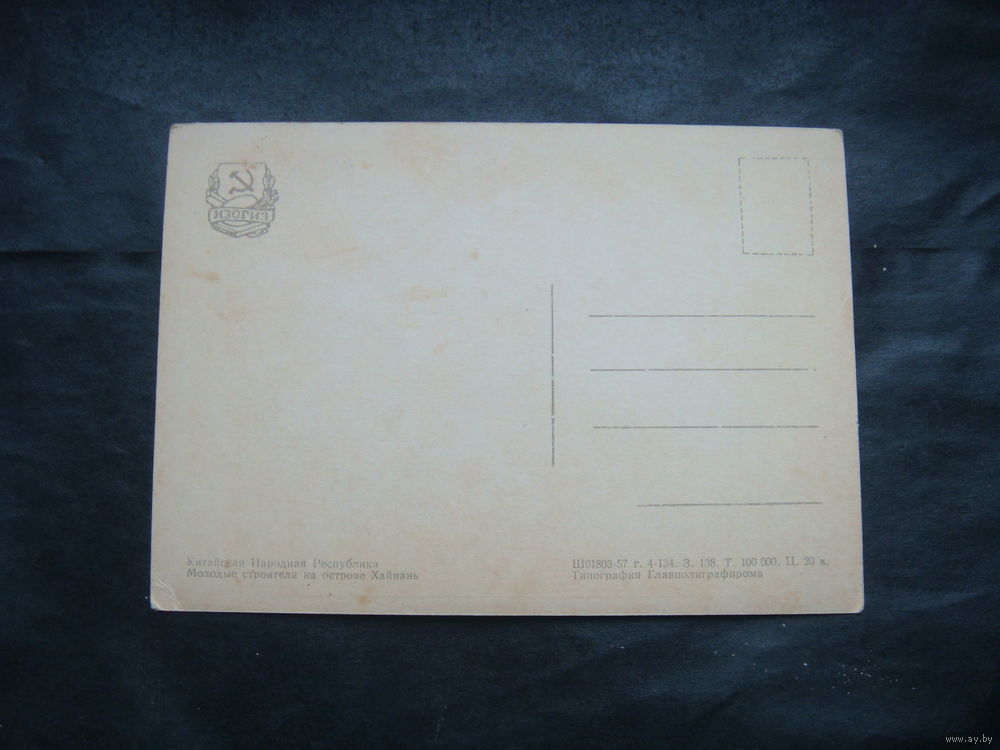 ИЗОГИЗ
Китайская Народная Республика
Молодые строители на острове Хайнань
Ш01803-57 г. 4-134. З. 138. Т. 100 000. Ц. 20 к.
Типография Главполиграфпрома
www.ay.by